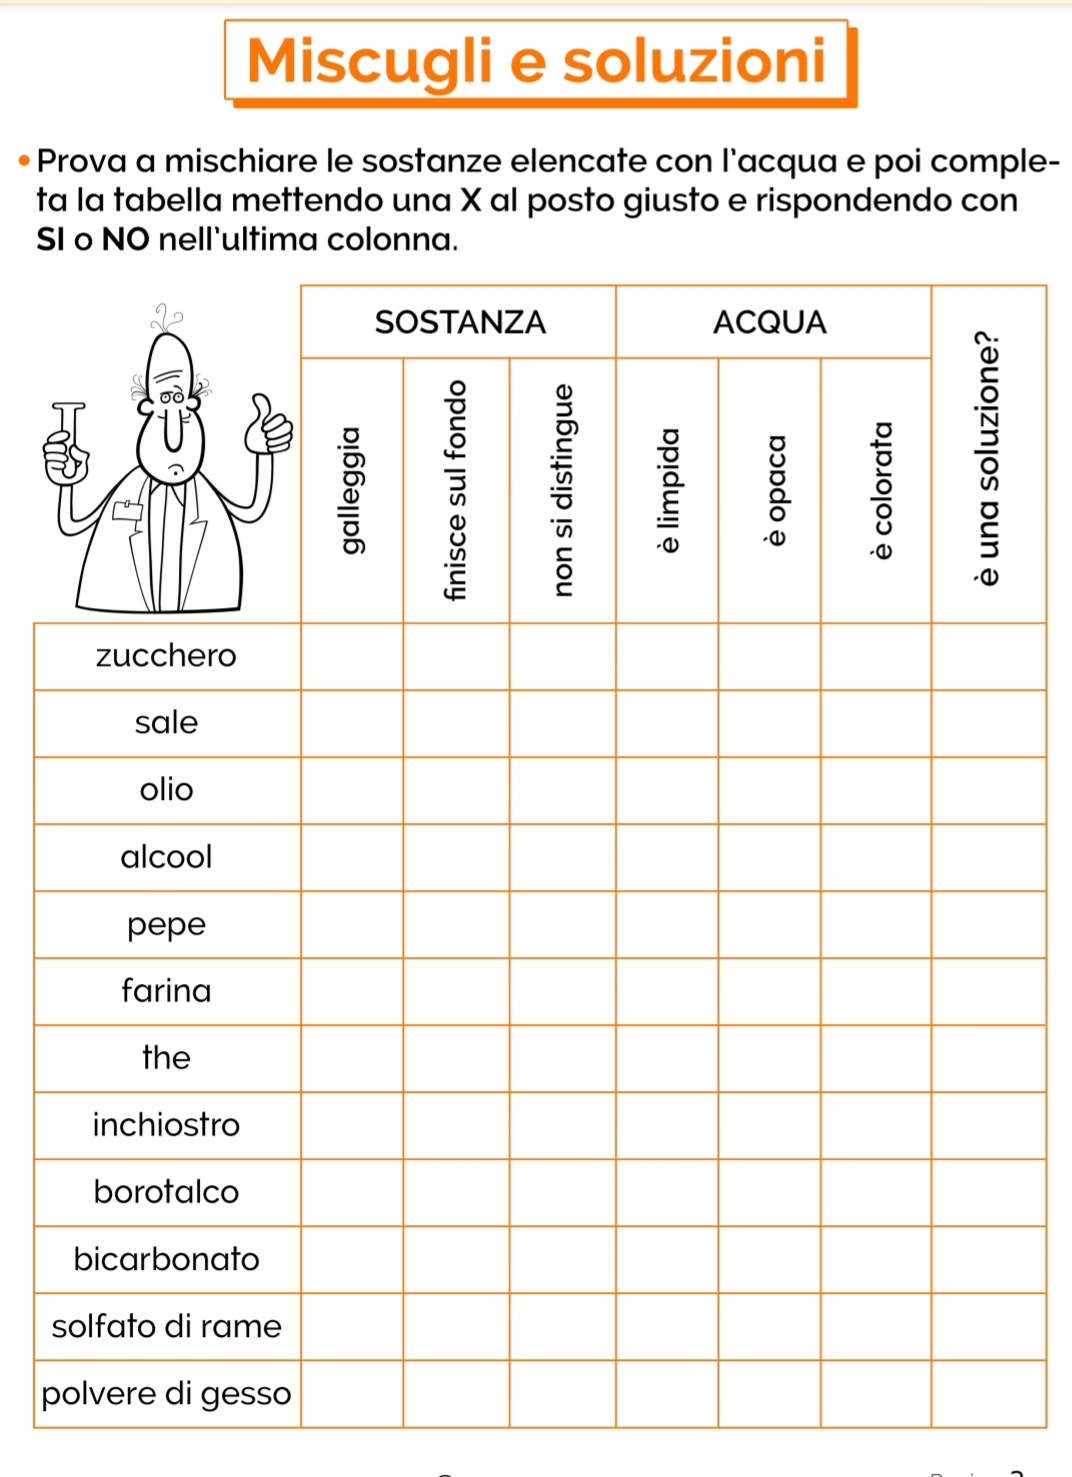 Miscugli e soluzioni
• Prova a mischiare le sostanze elencate con l'acqua e poi comple-
ta la tabella mettendo una X al posto giusto e rispondendo con
SI o NO nell'ultima colonna.
SOSTANZA
ACQUA
galleggia
finisce sul fondo
non si distingue
è limpida
è opaca
è colorata
è una soluzione?
zucchero
sale
olio
alcool
pepe
farina
the
inchiostro
borotalco
bicarbonato
solfato di rame
polvere di gesso